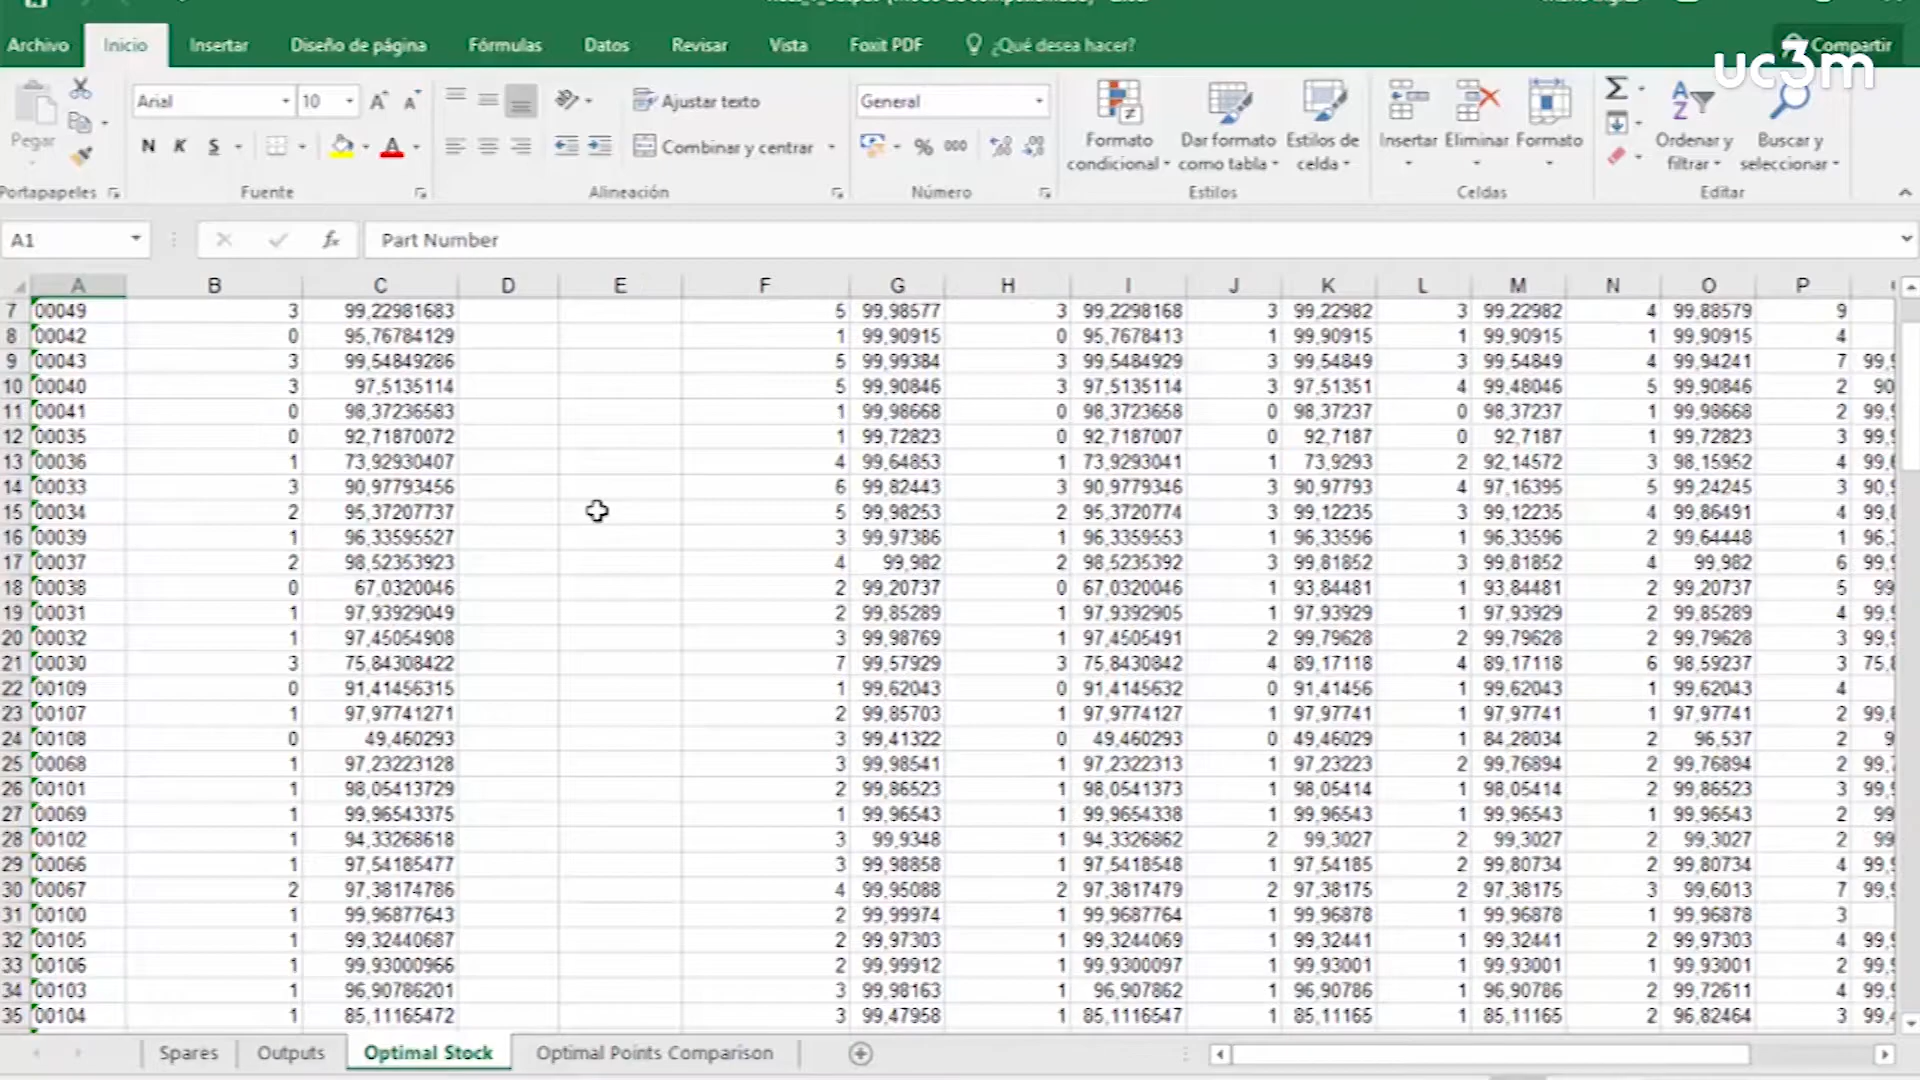 Archivo Inicio Insertar Diseño de página Fórmulas Datos Revisar Vista Foxit PDF ¿Qué desea hacer? Compartir
uc3m
Pegar
Portapapeles
Arial 10
N K S
Fuente
Ajustar texto
Combinar y centrar
Alineación
General
% 000
Número
Formato condicional
Dar formato como tabla
Estilos de celda
Estilos
Insertar Eliminar Formato
Celdas
Ordenar y filtrar
Buscar y seleccionar
Editar
A1 fx Part Number
A B C D E F G H I J K L M N O P
7 00049 3 99,22981683 5 99,98577 3 99,2298168 3 99,22982 3 99,22982 4 99,88579 9
8 00042 0 95,76784129 1 99,90915 0 95,7678413 1 99,90915 1 99,90915 1 99,90915 4
9 00043 3 99,54849286 5 99,99384 3 99,5484929 3 99,54849 3 99,54849 4 99,94241 7
10 00040 3 97,5135114 5 99,90846 3 97,5135114 3 97,51351 4 99,48046 5 99,90846 2
11 00041 0 98,37236583 1 99,98668 0 98,3723658 0 98,37237 0 98,37237 1 99,98668 2
12 00035 0 92,71870072 1 99,72823 0 92,7187007 0 92,7187 0 92,7187 1 99,72823 3
13 00036 1 73,92930407 4 99,64853 1 73,9293041 1 73,9293 2 92,14572 3 98,15952 4
14 00033 3 90,97793456 6 99,82443 3 90,9779346 3 90,97793 4 97,16395 5 99,24245 3
15 00034 2 95,37207737 5 99,98253 2 95,3720774 3 99,12235 3 99,12235 4 99,86491 4
16 00039 1 96,33595527 3 99,97386 1 96,3359553 1 96,33596 1 96,33596 2 99,64448 1
17 00037 2 98,52353923 4 99,982 2 98,5235392 3 99,81852 3 99,81852 4 99,982 6
18 00038 0 67,0320046 2 99,20737 0 67,0320046 1 93,84481 1 93,84481 2 99,20737 5
19 00031 1 97,93929049 2 99,85289 1 97,9392905 1 97,93929 1 97,93929 2 99,85289 4
20 00032 1 97,45054908 3 99,98769 1 97,4505491 2 99,79628 2 99,79628 2 99,79628 3
21 00030 3 75,84308422 7 99,57929 3 75,8430842 4 89,17118 4 89,17118 6 98,59237 3
22 00109 0 91,41456315 1 99,62043 0 91,4145632 0 91,41456 1 99,62043 1 99,62043 4
23 00107 1 97,97741271 2 99,85703 1 97,9774127 1 97,97741 1 97,97741 1 97,97741 2
24 00108 0 49,460293 3 99,41322 0 49,460293 0 49,46029 1 84,28034 2 96,537 2
25 00068 1 97,23223128 3 99,98541 1 97,2322313 1 97,23223 2 99,76894 2 99,76894 2
26 00101 1 98,05413729 2 99,86523 1 98,0541373 1 98,05414 1 98,05414 2 99,86523 3
27 00069 1 99,96543375 1 99,96543 1 99,9654338 1 99,96543 1 99,96543 1 99,96543 2
28 00102 1 94,33268618 3 99,9348 1 94,3326862 2 99,3027 2 99,3027 2 99,3027 2
29 00066 1 97,54185477 3 99,98858 1 97,5418548 1 97,54185 2 99,80734 2 99,80734 4
30 00067 2 97,38174786 4 99,95088 2 97,3817479 2 97,38175 2 97,38175 3 99,6013 7
31 00100 1 99,96877643 2 99,99974 1 99,9687764 1 99,96878 1 99,96878 1 99,96878 3
32 00105 1 99,32440687 2 99,97303 1 99,3244069 1 99,32441 1 99,32441 2 99,97303 4
33 00106 1 99,93000966 2 99,99912 1 99,9300097 1 99,93001 1 99,93001 1 99,93001 2
34 00103 1 96,90786201 3 99,98163 1 96,907862 1 96,90786 1 96,90786 2 99,72611 4
35 00104 1 85,11165472 3 99,47958 1 85,1116547 1 85,11165 1 85,11165 2 96,82464 3
Spares Outputs Optimal Stock Optimal Points Comparison